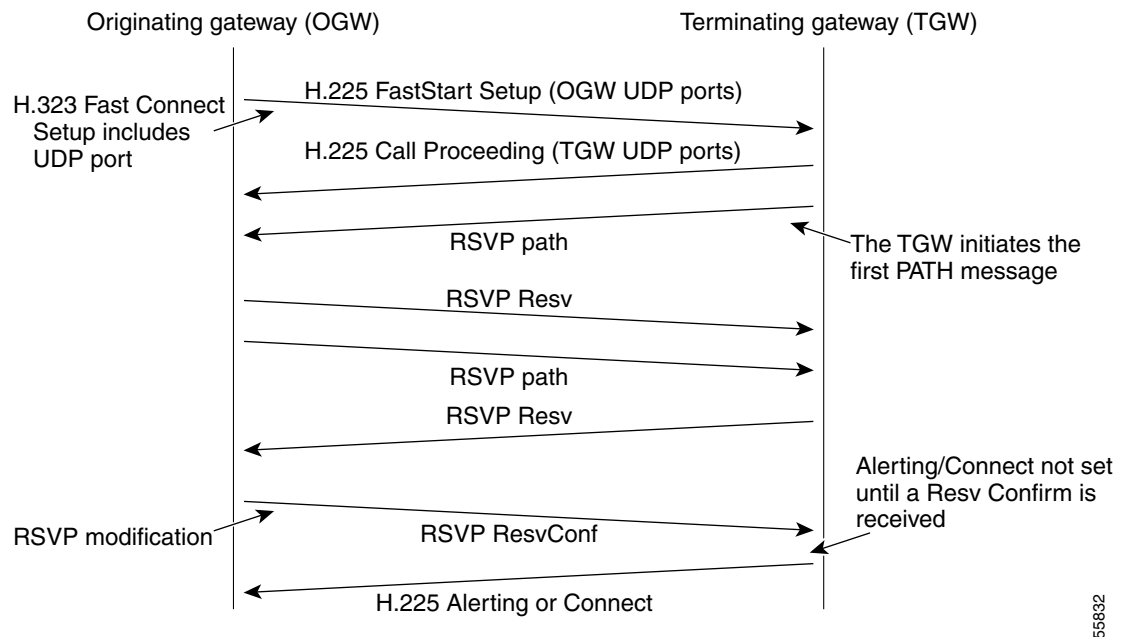 Originating gateway (OGW)
Terminating gateway (TGW)
H.323 Fast Connect
Setup includes
UDP port
H.225 FastStart Setup (OGW UDP ports)
H.225 Call Proceeding (TGW UDP ports)
RSVP path
The TGW initiates the
first PATH message
RSVP Resv
RSVP path
RSVP Resv
Alerting/Connect not set
until a Resv Confirm is
received
RSVP modification
RSVP ResvConf
H.225 Alerting or Connect
55832